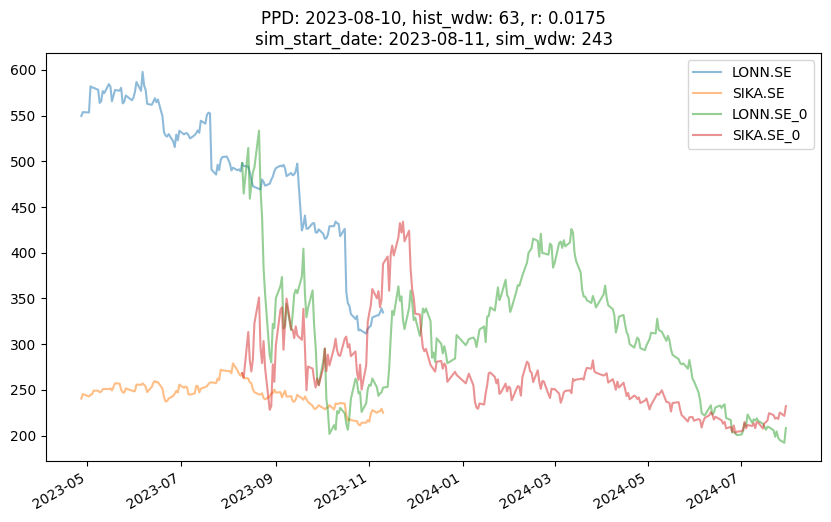 PPD: 2023-08-10, hist_wdw: 63, r: 0.0175
sim_start_date: 2023-08-11, sim_wdw: 243
LONN.SE
SIKA.SE
LONN.SE_0
SIKA.SE_0
600
550
500
450
400
350
300
250
200
2023-05
2023-07
2023-09
2023-11
2024-01
2024-03
2024-05
2024-07